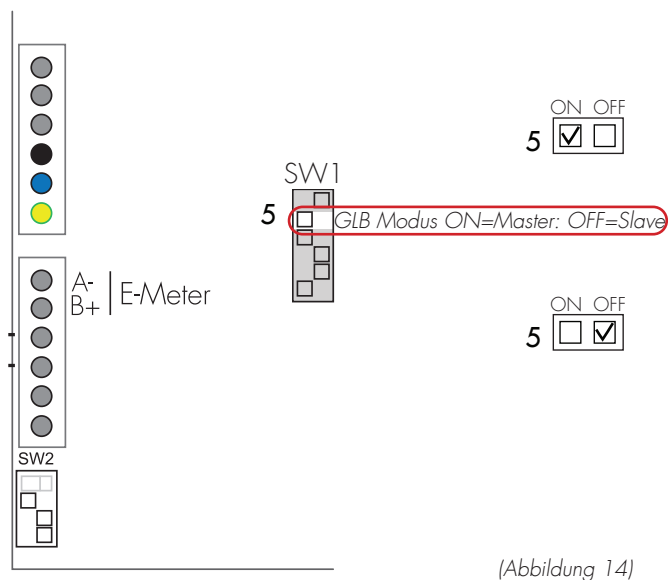 ON OFF
5
SW1
5 GLB Modus ON=Master: OFF=Slave
A-
B+ E-Meter
ON OFF
5
SW2
(Abbildung 14)